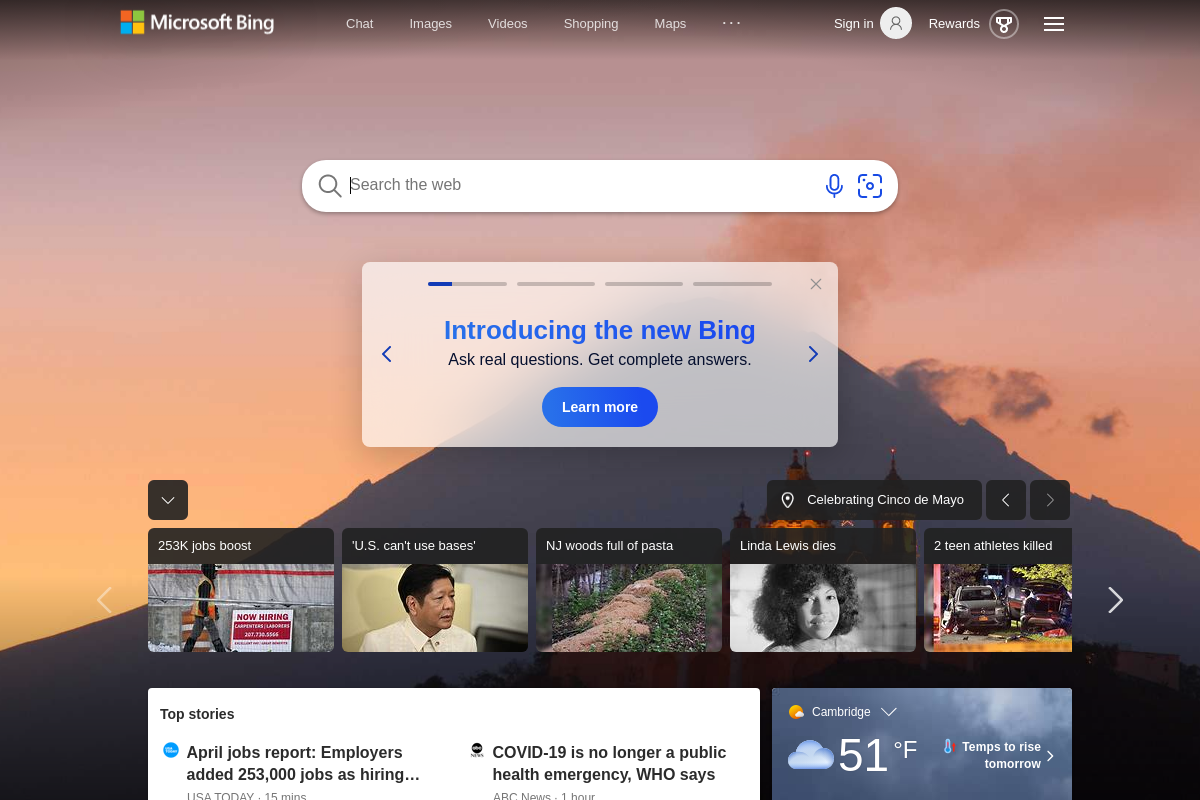 Microsoft Bing
Chat Images Videos Shopping Maps ···
Sign in
Rewards
Search the web
Introducing the new Bing
Ask real questions. Get complete answers.
Learn more
Celebrating Cinco de Mayo
253K jobs boost
'U.S. can't use bases'
NJ woods full of pasta
Linda Lewis dies
2 teen athletes killed
NOW HIRING
CARPENTERS | LABORERS
207.730.5566
Top stories
April jobs report: Employers
added 253,000 jobs as hiring…
USA TODAY · 15 mins
COVID-19 is no longer a public
health emergency, WHO says
ABC News · 1 hour
Cambridge
51 °F
Temps to rise
tomorrow